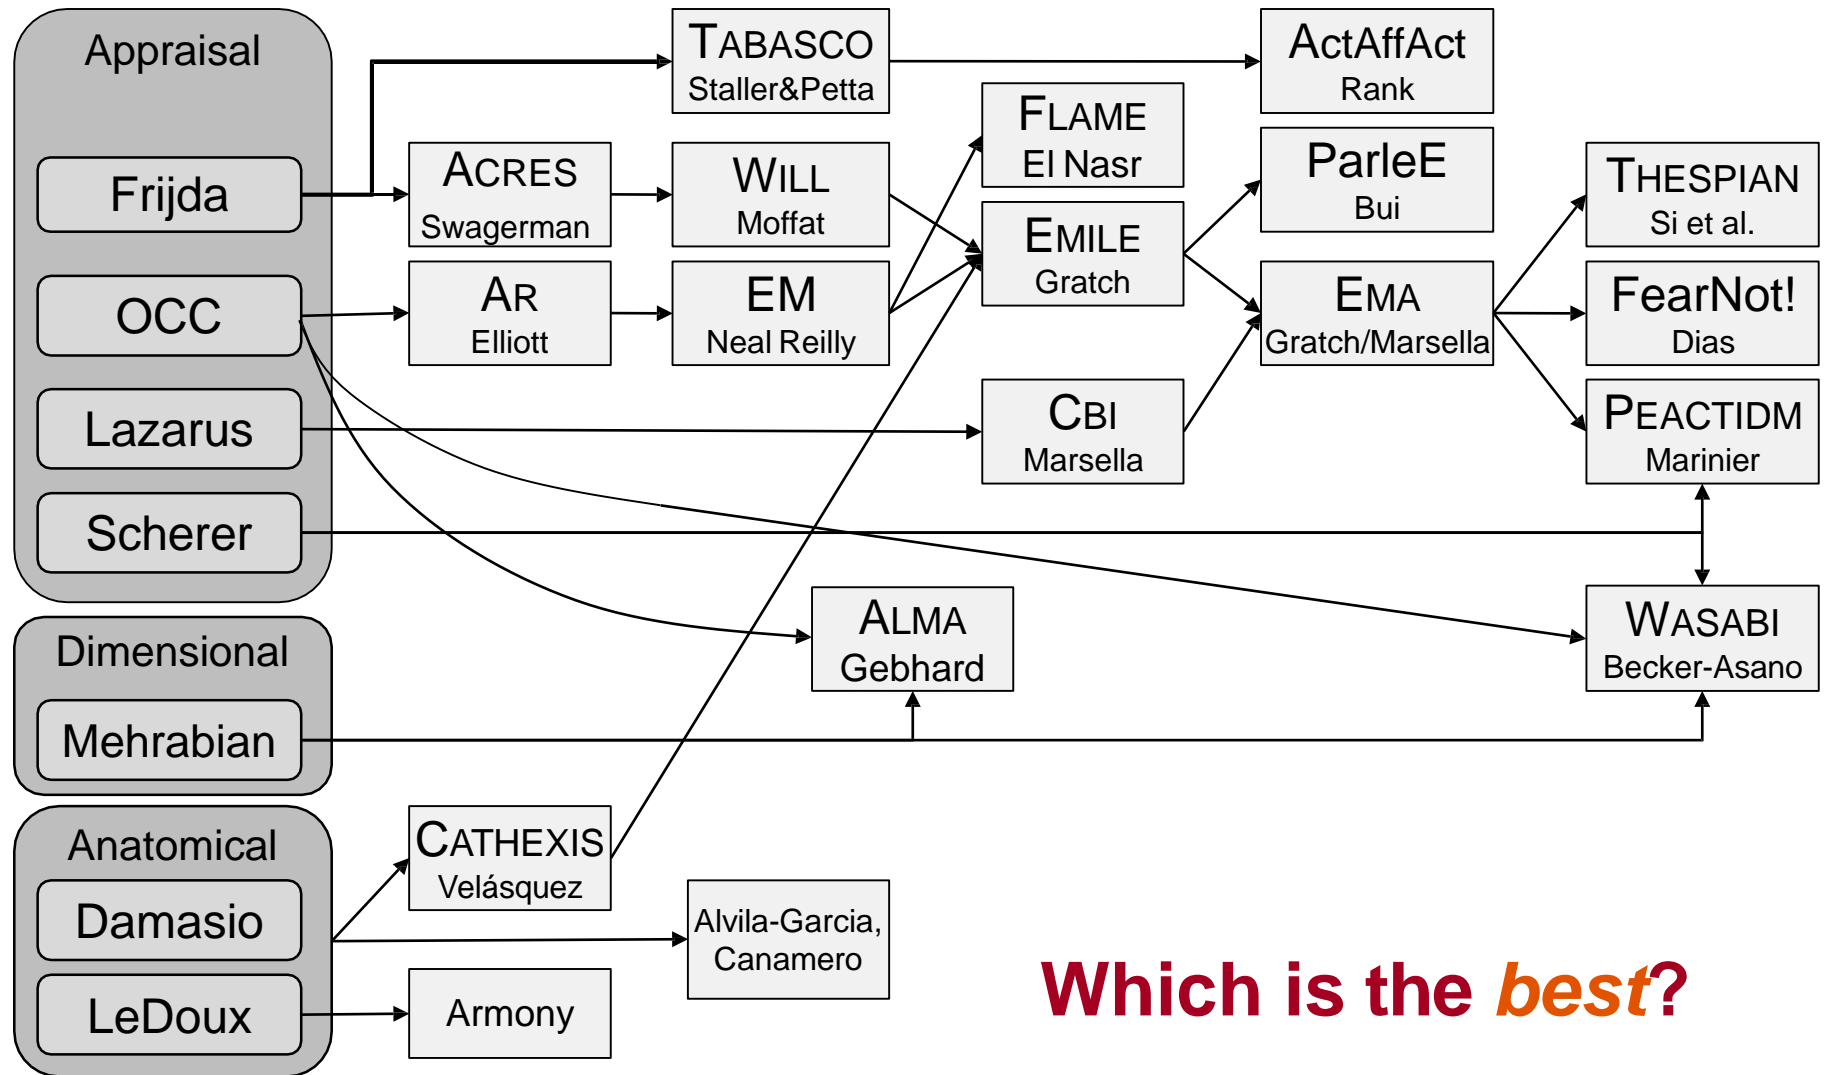 Appraisal
Frijda
OCC
Lazarus
Scherer
Dimensional
Mehrabian
Anatomical
Damasio
LeDoux
ACRES
Swagerman
AR
Elliott
CATHEXIS
Velásquez
Armony
TABASCO
Staller&Petta
WILL
Moffat
EM
Neal Reilly
Alvila-Garcia,
Canamero
ALMA
Gebhard
FLAME
El Nasr
EMILE
Gratch
CBI
Marsella
ActAffAct
Rank
ParleE
Bui
EMA
Gratch/Marsella
THESPIAN
Si et al.
FearNot!
Dias
PEACTIDM
Marinier
WASABI
Becker-Asano
Which is the best?